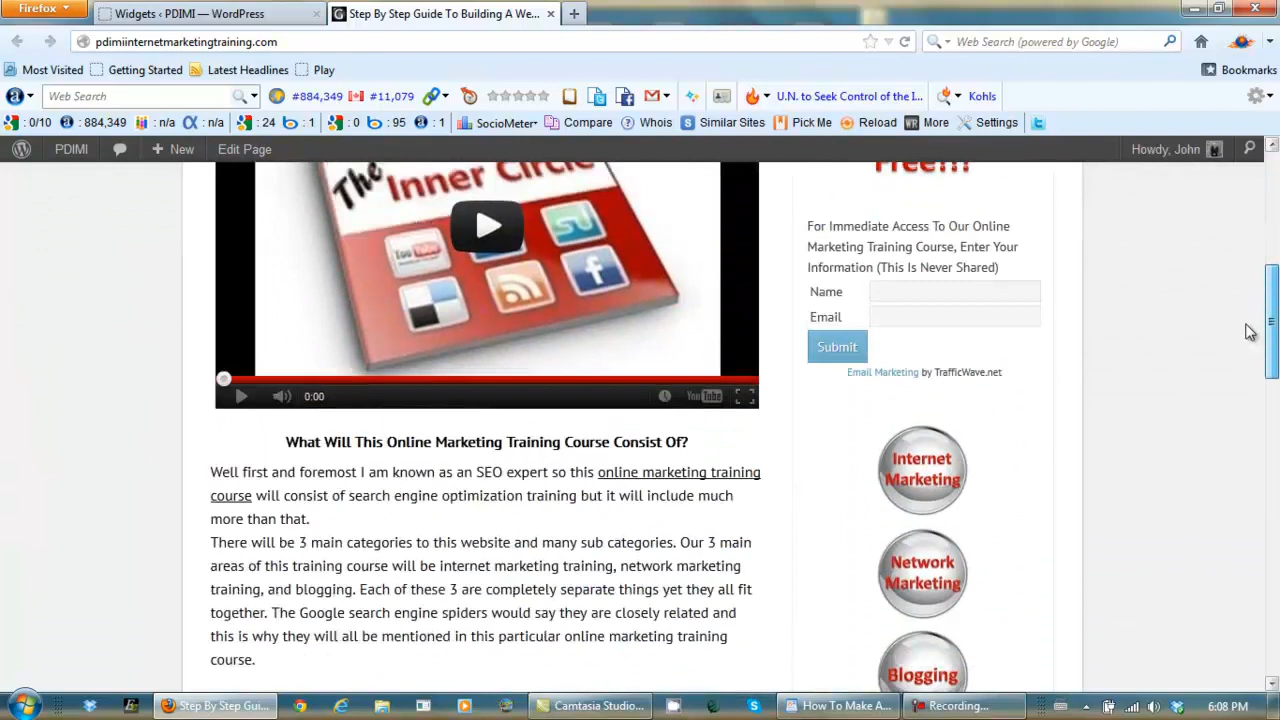 Firefox
Widgets ‹ PDIMI — WordPress
Step By Step Guide To Building A We...
pdimiinternetmarketingtraining.com
Web Search (powered by Google)
Most Visited
Getting Started
Latest Headlines
Play
Bookmarks
Web Search
#884,349
#11,079
U.N. to Seek Control of the I...
Kohls
: 0/10
: 884,349
: n/a
: n/a
: 24
: 1
: 0
: 95
: 1
SocioMeter
Compare
Whois
Similar Sites
Pick Me
Reload
More
Settings
PDIMI
New
Edit Page
Howdy, John
The Inner Circle
You Tube
0:00
YouTube
Free!!!
For Immediate Access To Our Online
Marketing Training Course, Enter Your
Information (This Is Never Shared)
Name
Email
Submit
Email Marketing by TrafficWave.net
What Will This Online Marketing Training Course Consist Of?
Well first and foremost I am known as an SEO expert so this online marketing training
course will consist of search engine optimization training but it will include much
more than that.
There will be 3 main categories to this website and many sub categories. Our 3 main
areas of this training course will be internet marketing training, network marketing
training, and blogging. Each of these 3 are completely separate things yet they all fit
together. The Google search engine spiders would say they are closely related and
this is why they will all be mentioned in this particular online marketing training
course.
Internet
Marketing
Network
Marketing
Blogging
Step By Step Gui...
Camtasia Studio...
How To Make A...
Recording...
6:08 PM